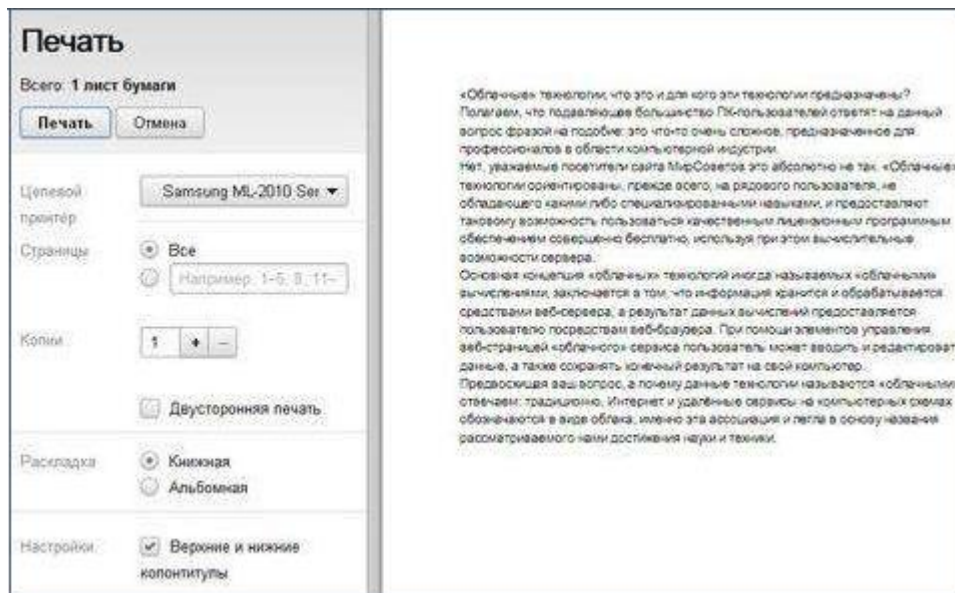 Печать
Всего: 1 лист бумаги
Печать
Отмена
Целевой принтер
Samsung ML-2010 Ser
Страницы
Все
Например, 1-5, 8, 11-
Копии
1
+
-
Двусторонняя печать
Раскладка
Книжная
Альбомная
Настройки
Верхние и нижние
колонтитулы
«Облачные» технологии, что это и для кого эти технологии предназначены?
Полагаем, что подавляющее большинство ПК-пользователей ответят на данный
вопрос фразой на подобие: это что-то очень сложное, предназначенное для
профессионалов в области компьютерной индустрии.
Нет, уважаемые посетители сайта МирСоветов это абсолютно не так. «Облачные»
технологии ориентированы, прежде всего, на рядового пользователя, не
обладающего какими либо специализированными навыками, и предоставляют
таковому возможность пользоваться качественным лицензионным программным
обеспечением совершенно бесплатно, используя при этом вычислительные
возможности сервера.
Основная концепция «облачных» технологий иногда называемых «облачными»
вычислениями, заключается в том, что информация хранится и обрабатывается
средствами веб-сервера, а результат данных вычислений предоставляется
пользователю посредствам веб-браузера. При помощи элементов управления
веб-страницей «облачного» сервиса пользователь может вводить и редактироват
данные, а также сохранять конечный результат на свой компьютер.
Предвосхищая ваш вопрос, а почему данные технологии называются «облачными»
отвечаем: традиционно, Интернет и удалённые сервисы на компьютерных схемах
обозначаются в виде облака, именно эта ассоциация и легла в основу названия
рассматриваемого нами достижения науки и техники.